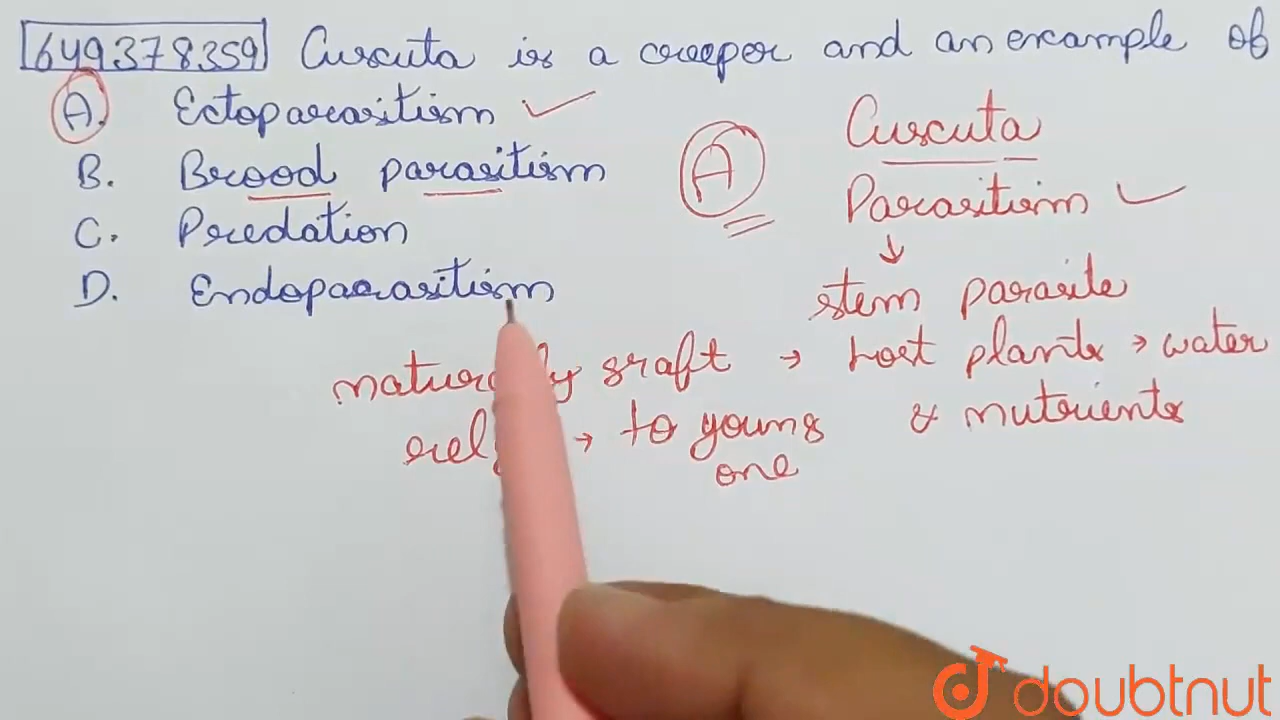 649378359 Cuscuta is a creeper and an example of
A. Ectoparasitism
B. Brood parasitism
C. Predation
D. Endoparasitism
A
Cuscuta
Parasitism
stem parasite
graft → host plants → water
→ to young & nutrients
one
doubtnut